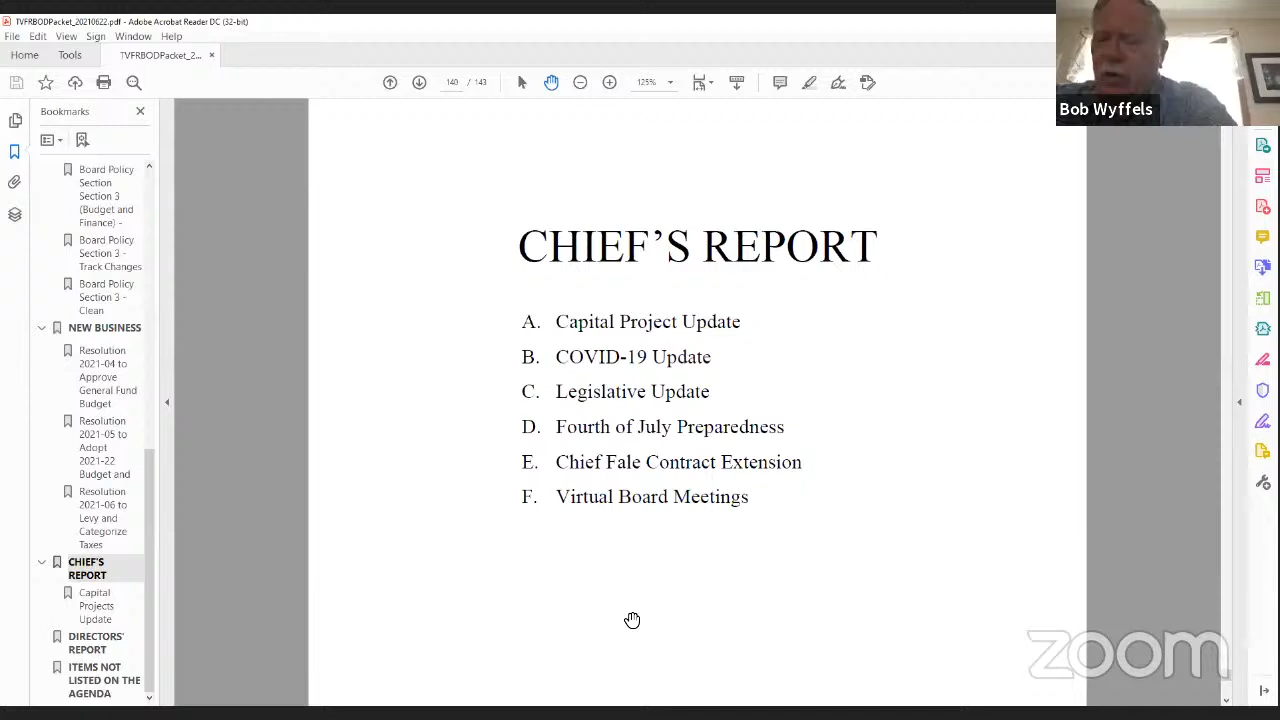 TVFRBODPacket_20210622.pdf - Adobe Acrobat Reader DC (32-bit)
File Edit View Sign Window Help
Home Tools TVFRBODPacket_2... ×
140 / 143 125%
Bob Wyffels
Bookmarks
Board Policy
Section
Section 3
(Budget and
Finance) -
Board Policy
Section 3 -
Track Changes
Board Policy
Section 3 -
Clean
NEW BUSINESS
Resolution
2021-04 to
Approve
General Fund
Budget
Resolution
2021-05 to
Adopt
2021-22
Budget and
Resolution
2021-06 to
Levy and
Categorize
Taxes
CHIEF'S
REPORT
Capital
Projects
Update
DIRECTORS'
REPORT
ITEMS NOT
LISTED ON THE
AGENDA
CHIEF’S REPORT
A. Capital Project Update
B. COVID-19 Update
C. Legislative Update
D. Fourth of July Preparedness
E. Chief Fale Contract Extension
F. Virtual Board Meetings
zoom